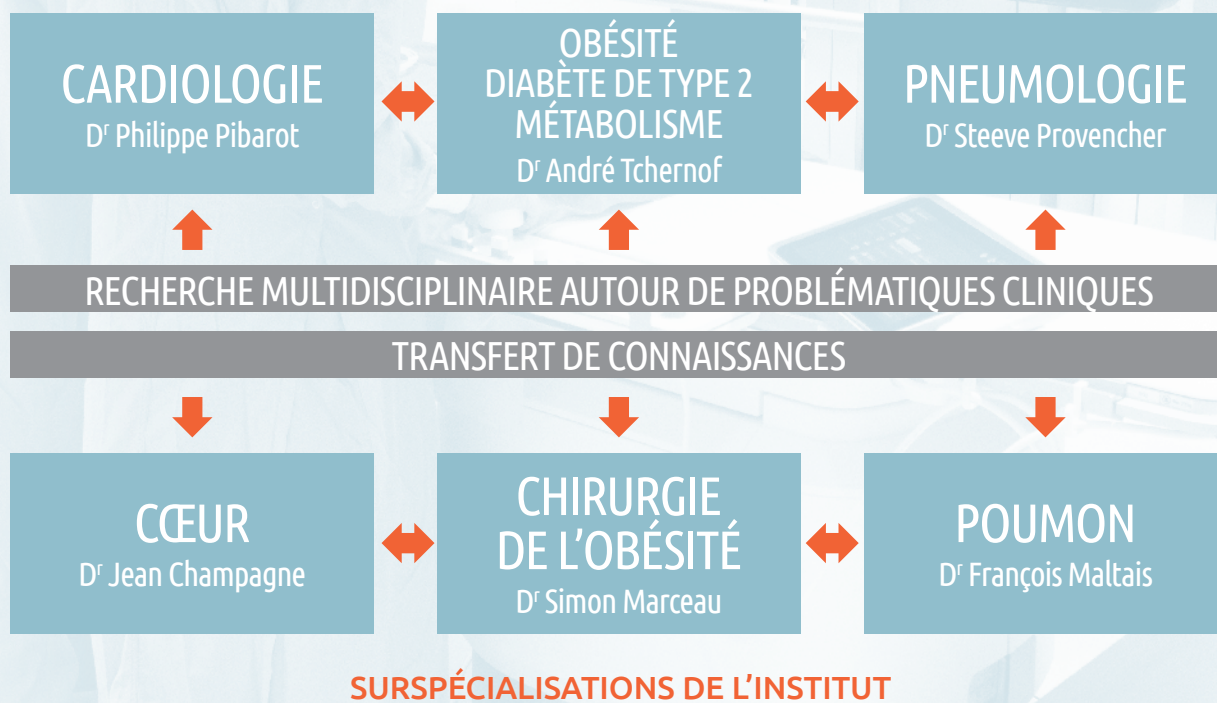 CARDIOLOGIE
Dr Philippe Pibarot
OBÉSITÉ
DIABÈTE DE TYPE 2
MÉTABOLISME
Dr André Tchernof
PNEUMOLOGIE
Dr Steeve Provencher
RECHERCHE MULTIDISCIPLINAIRE AUTOUR DE PROBLÉMATIQUES CLINIQUES
TRANSFERT DE CONNAISSANCES
CŒUR
Dr Jean Champagne
CHIRURGIE
DE L'OBÉSITÉ
Dr Simon Marceau
POUMON
Dr François Maltais
SURSPÉCIALISATIONS DE L'INSTITUT